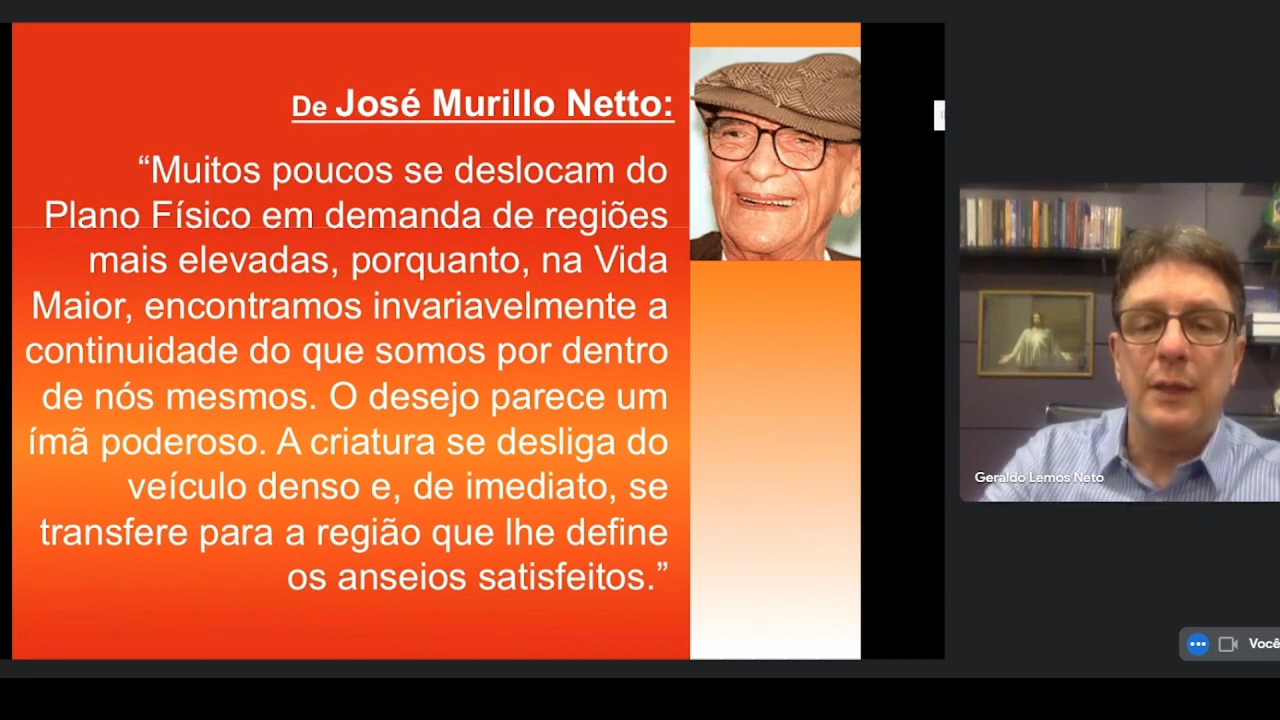 De José Murillo Netto:
“Muitos poucos se deslocam do
Plano Físico em demanda de regiões
mais elevadas, porquanto, na Vida
Maior, encontramos invariavelmente a
continuidade do que somos por dentro
de nós mesmos. O desejo parece um
ímã poderoso. A criatura se desliga do
veículo denso e, de imediato, se
transfere para a região que lhe define
os anseios satisfeitos.”
Geraldo Lemos Neto
Você